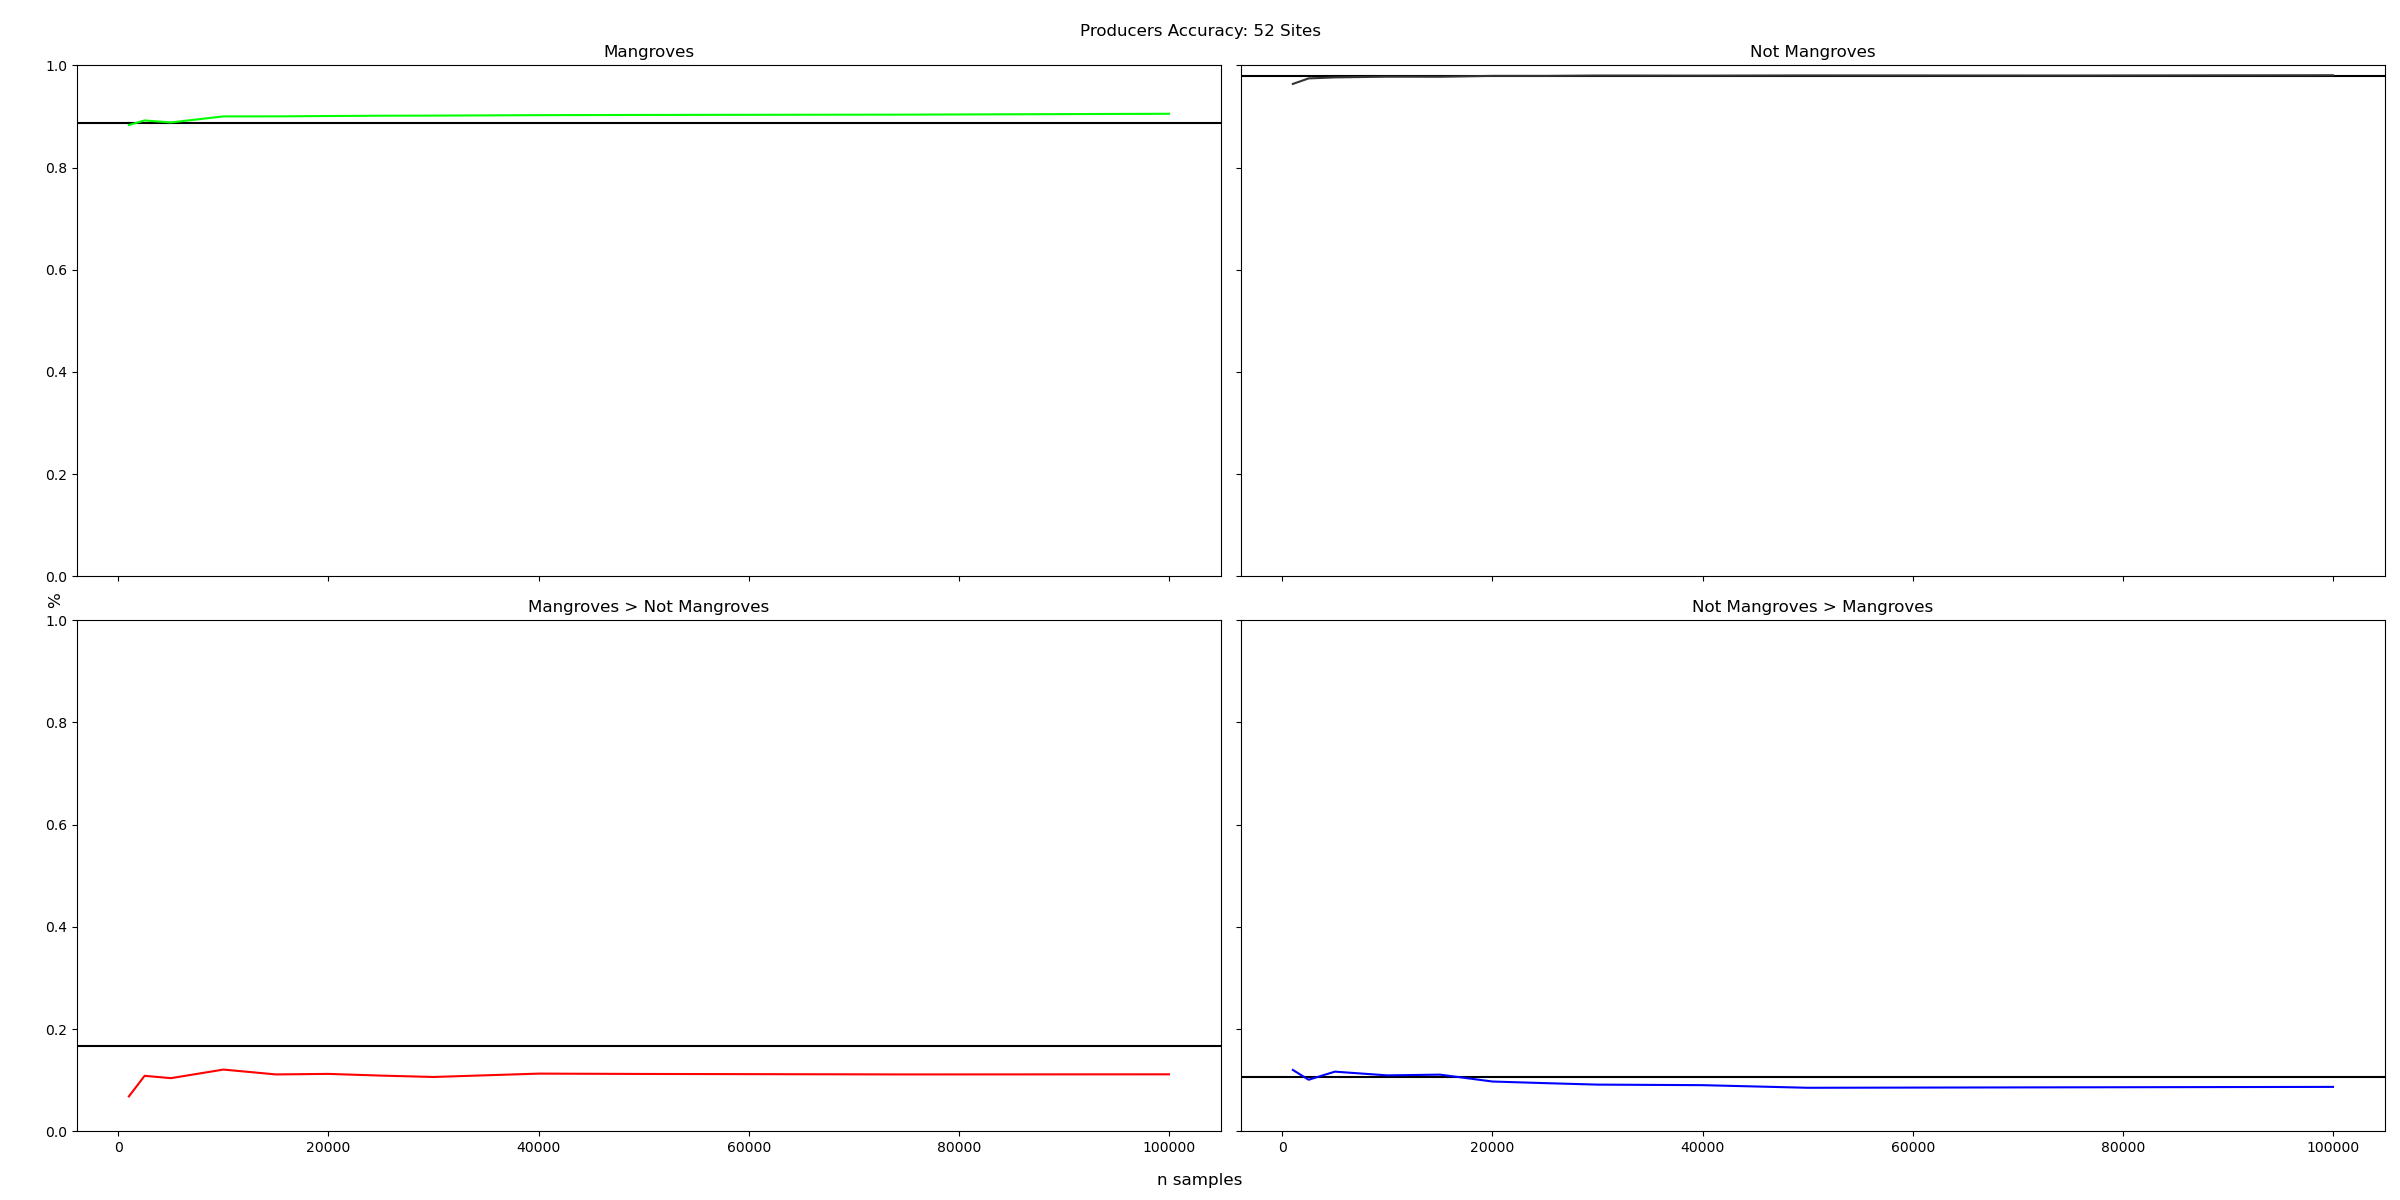 Producers Accuracy: 52 Sites
Mangroves
Not Mangroves
1.0
0.8
0.6
0.4
0.2
0.0
%
Mangroves > Not Mangroves
Not Mangroves > Mangroves
1.0
0.8
0.6
0.4
0.2
0.0
0 20000 40000 60000 80000 100000
0 20000 40000 60000 80000 100000
n samples